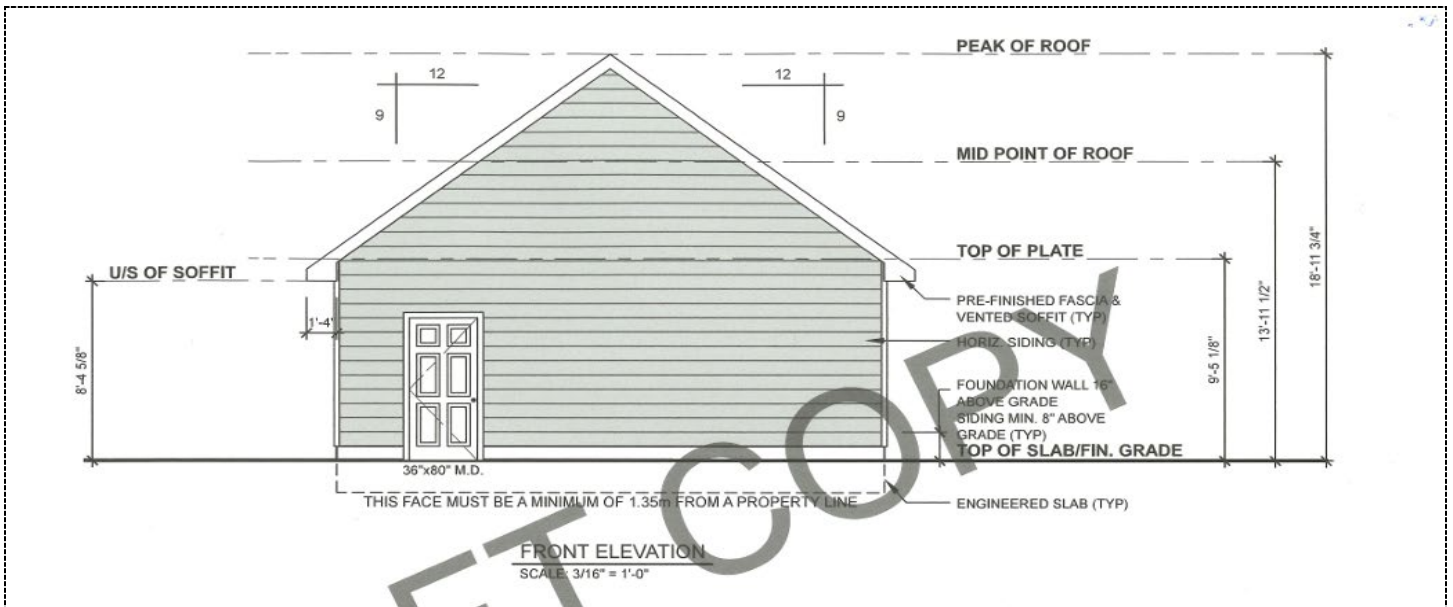 PEAK OF ROOF
12
12
9
9
MID POINT OF ROOF
TOP OF PLATE
U/S OF SOFFIT
18'-11 3/4"
13'-11 1/2"
9'-5 1/8"
8'-4 5/8"
1'-4"
PRE-FINISHED FASCIA &
VENTED SOFFIT (TYP)
HORIZ. SIDING (TYP)
FOUNDATION WALL 16"
ABOVE GRADE
SIDING MIN. 8" ABOVE
GRADE (TYP)
TOP OF SLAB/FIN. GRADE
36"x80" M.D.
THIS FACE MUST BE A MINIMUM OF 1.35m FROM A PROPERTY LINE
ENGINEERED SLAB (TYP)
FRONT ELEVATION
SCALE: 3/16" = 1'-0"
ET COPY